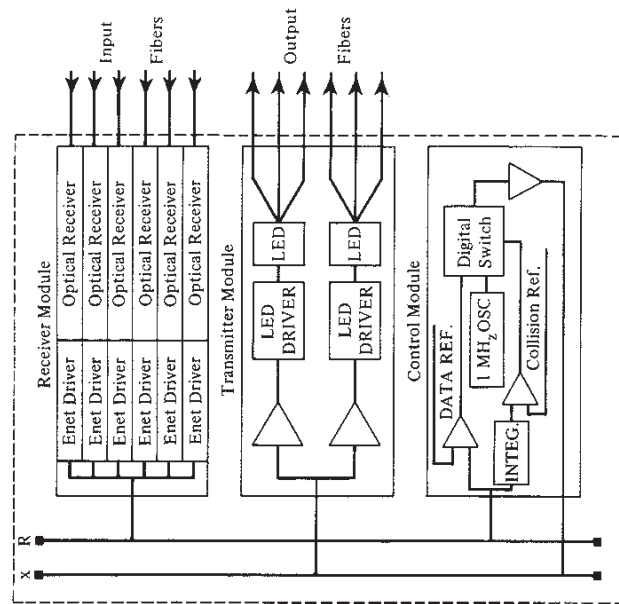 Receiver Module
Enet Driver Optical Receiver
Enet Driver Optical Receiver
Enet Driver Optical Receiver
Enet Driver Optical Receiver
Enet Driver Optical Receiver
Enet Driver Optical Receiver
Input
Fibers
Transmitter Module
LED
DRIVER
LED
LED
DRIVER
LED
Output
Fibers
Control Module
DATA REF.
1 MHz OSC
Digital
Switch
INTEG.
Collision Ref.
R
x